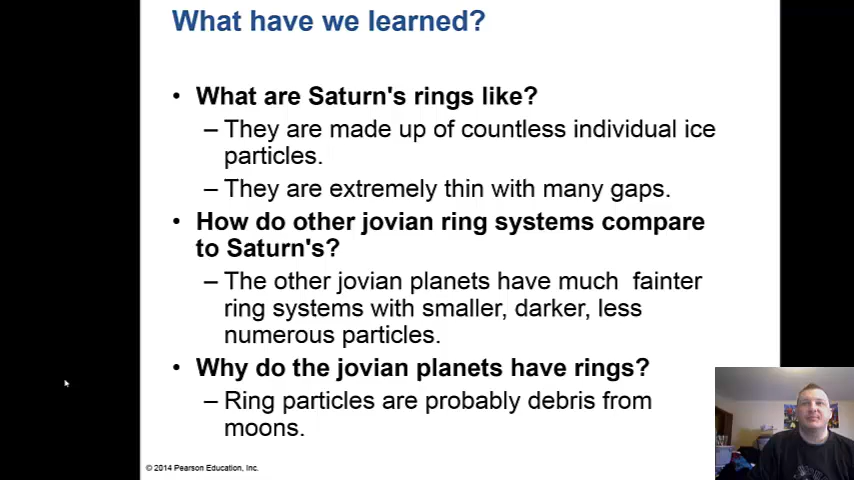 What have we learned?
• What are Saturn's rings like?
– They are made up of countless individual ice
particles.
– They are extremely thin with many gaps.
• How do other jovian ring systems compare
to Saturn's?
– The other jovian planets have much  fainter
ring systems with smaller, darker, less
numerous particles.
• Why do the jovian planets have rings?
– Ring particles are probably debris from
moons.
© 2014 Pearson Education, Inc.